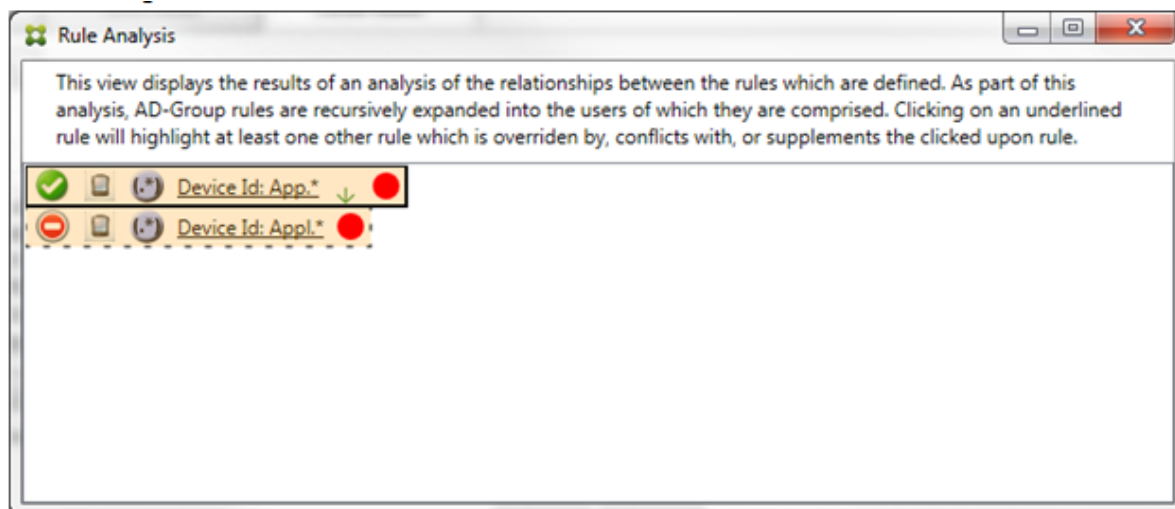 Rule Analysis
This view displays the results of an analysis of the relationships between the rules which are defined. As part of this
analysis, AD-Group rules are recursively expanded into the users of which they are comprised. Clicking on an underlined
rule will highlight at least one other rule which is overriden by, conflicts with, or supplements the clicked upon rule.
(.*) Device Id: App.*
(.*) Device Id: Appl.*